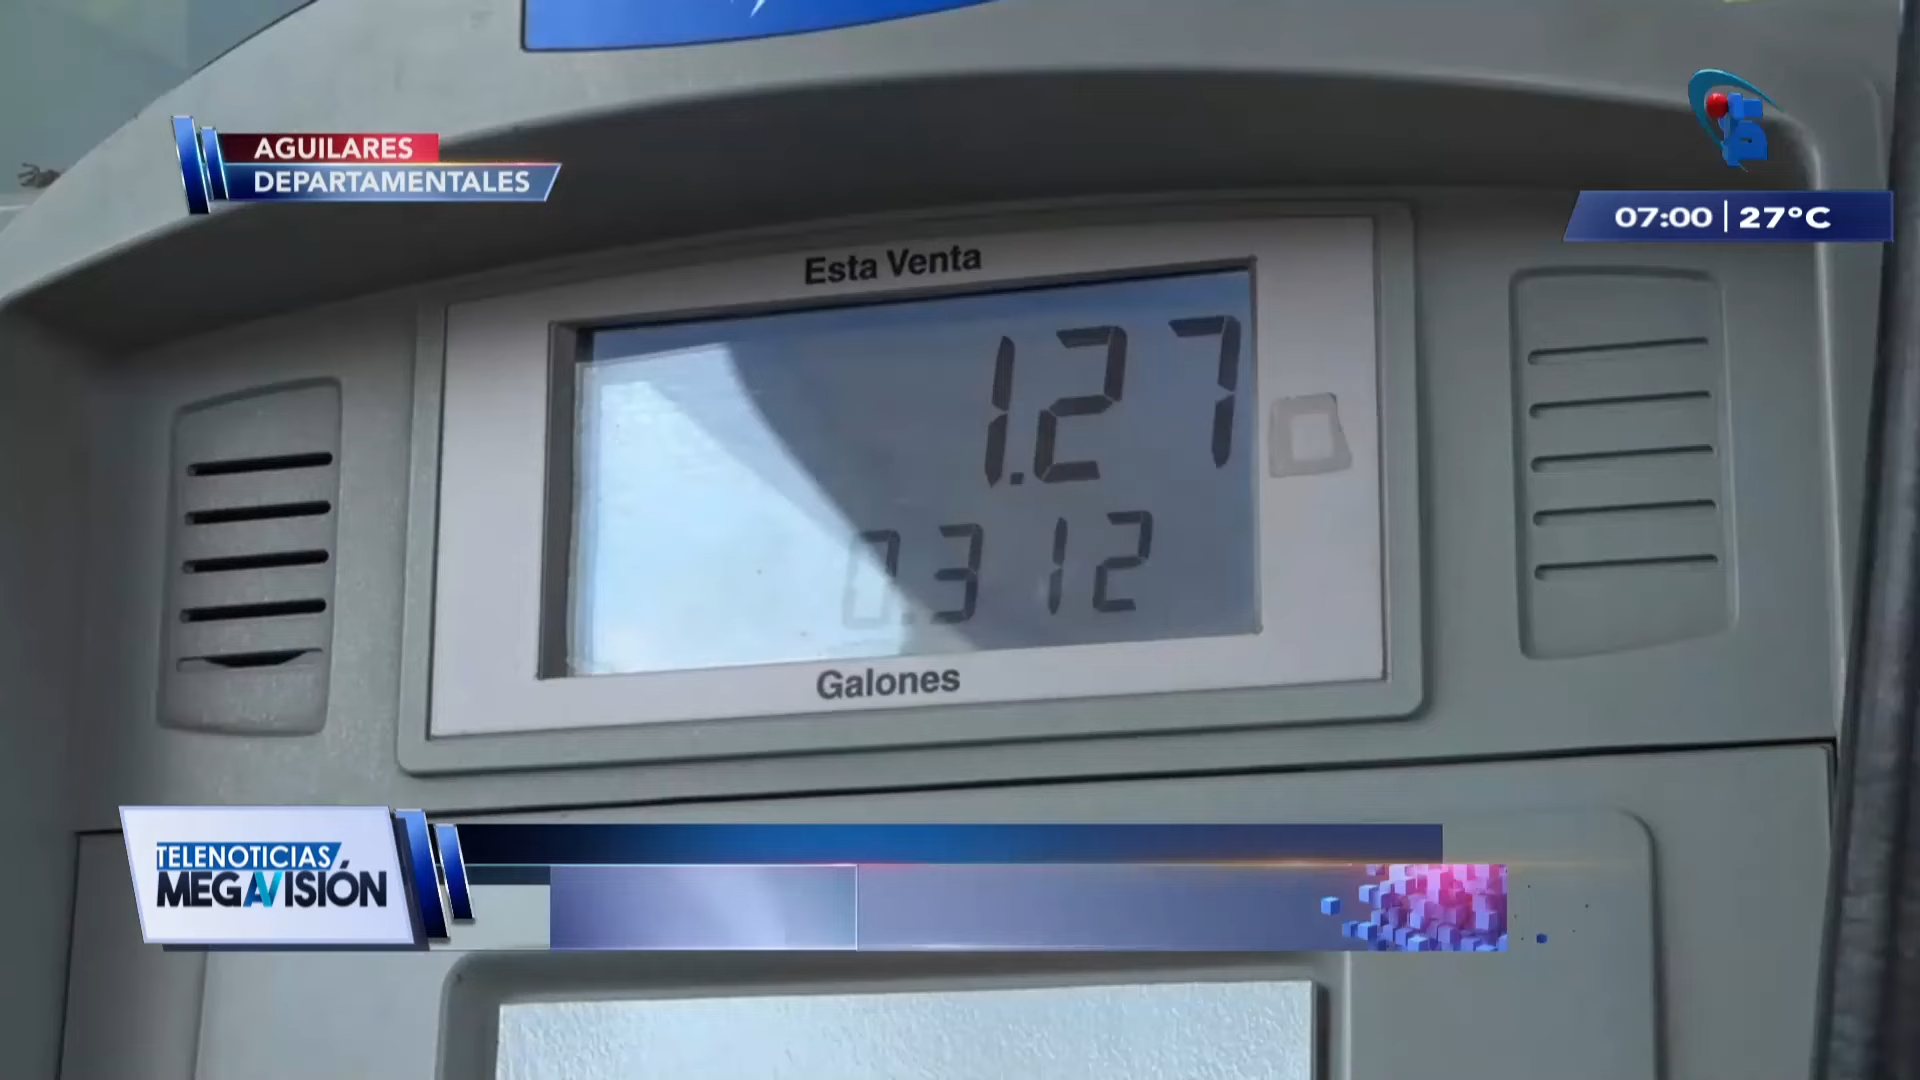 AGUILARES
DEPARTAMENTALES
07:00 | 27°C
Esta Venta
1.27
0.312
Galones
TELENOTICIAS
MEGAVISIÓN